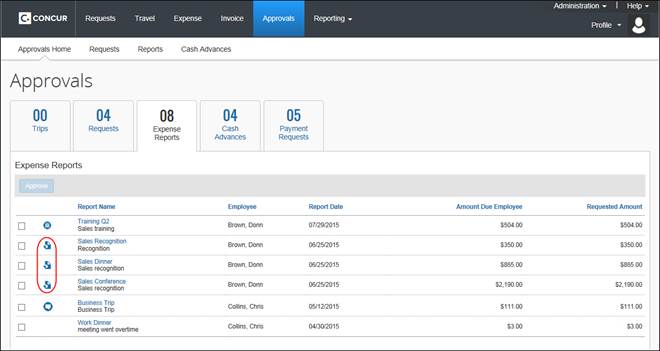 Administration | Help
CONCUR Requests Travel Expense Invoice Approvals Reporting
Profile
Approvals Home Requests Reports Cash Advances
Approvals
00 04 08 04 05
Trips Requests Expense Reports Cash Advances Payment Requests
Expense Reports
Approve
Report Name Employee Report Date Amount Due Employee Requested Amount
Training Q2 Brown, Donn 07/29/2015 $504.00 $504.00
Sales training
Sales Recognition Brown, Donn 06/25/2015 $350.00 $350.00
Recognition
Sales Dinner Brown, Donn 06/25/2015 $865.00 $865.00
Sales recognition
Sales Conference Brown, Donn 06/25/2015 $2,190.00 $2,190.00
Sales recognition
Business Trip Collins, Chris 05/12/2015 $111.00 $111.00
Business Trip
Work Dinner Collins, Chris 04/30/2015 $3.00 $3.00
meeting went overtime